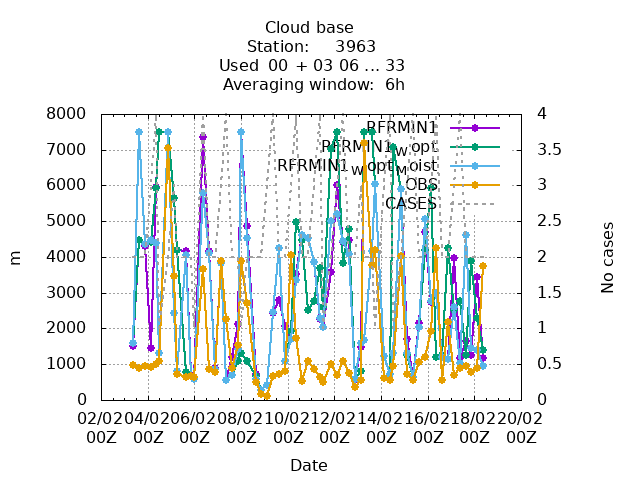 Cloud base
Station: 3963
Used 00 + 03 06 ... 33
Averaging window: 6h
8000
7000
6000
5000
4000
3000
2000
1000
0
4
3.5
3
2.5
2
1.5
1
0.5
0
m
No cases
RFRMIN1
RFRMIN1_W_opt
RFRMIN1_W_opt_M_oist
OBS
CASES
02/02 04/02 06/02 08/02 10/02 12/02 14/02 16/02 18/02 20/02
00Z 00Z 00Z 00Z 00Z 00Z 00Z 00Z 00Z 00Z
Date